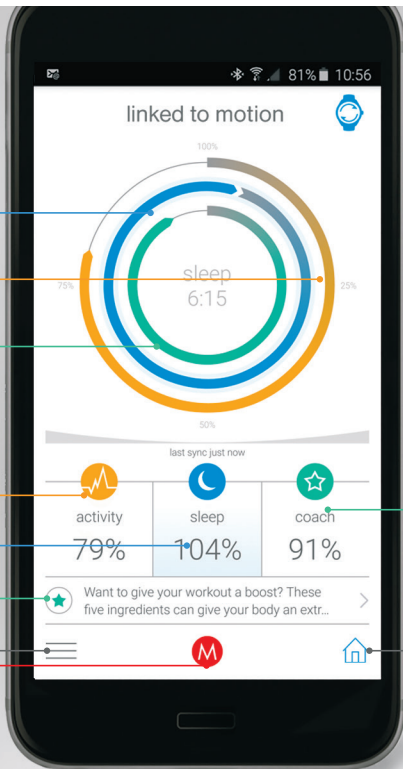 81% 10:56
linked to motion
100%
75%
sleep
6:15
25%
50%
last sync just now
activity
sleep
coach
79%
104%
91%
Want to give your workout a boost? These
five ingredients can give your body an extr...
M